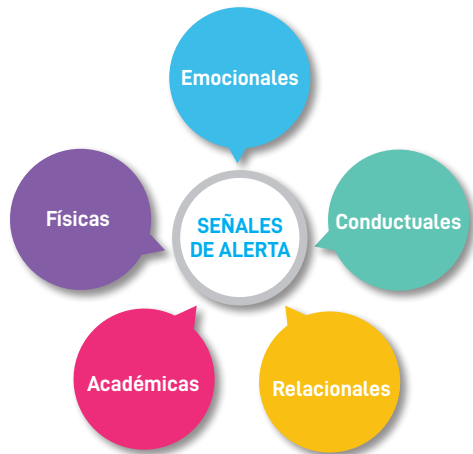 Emocionales
Físicas
SEÑALES
DE ALERTA
Conductuales
Académicas
Relacionales